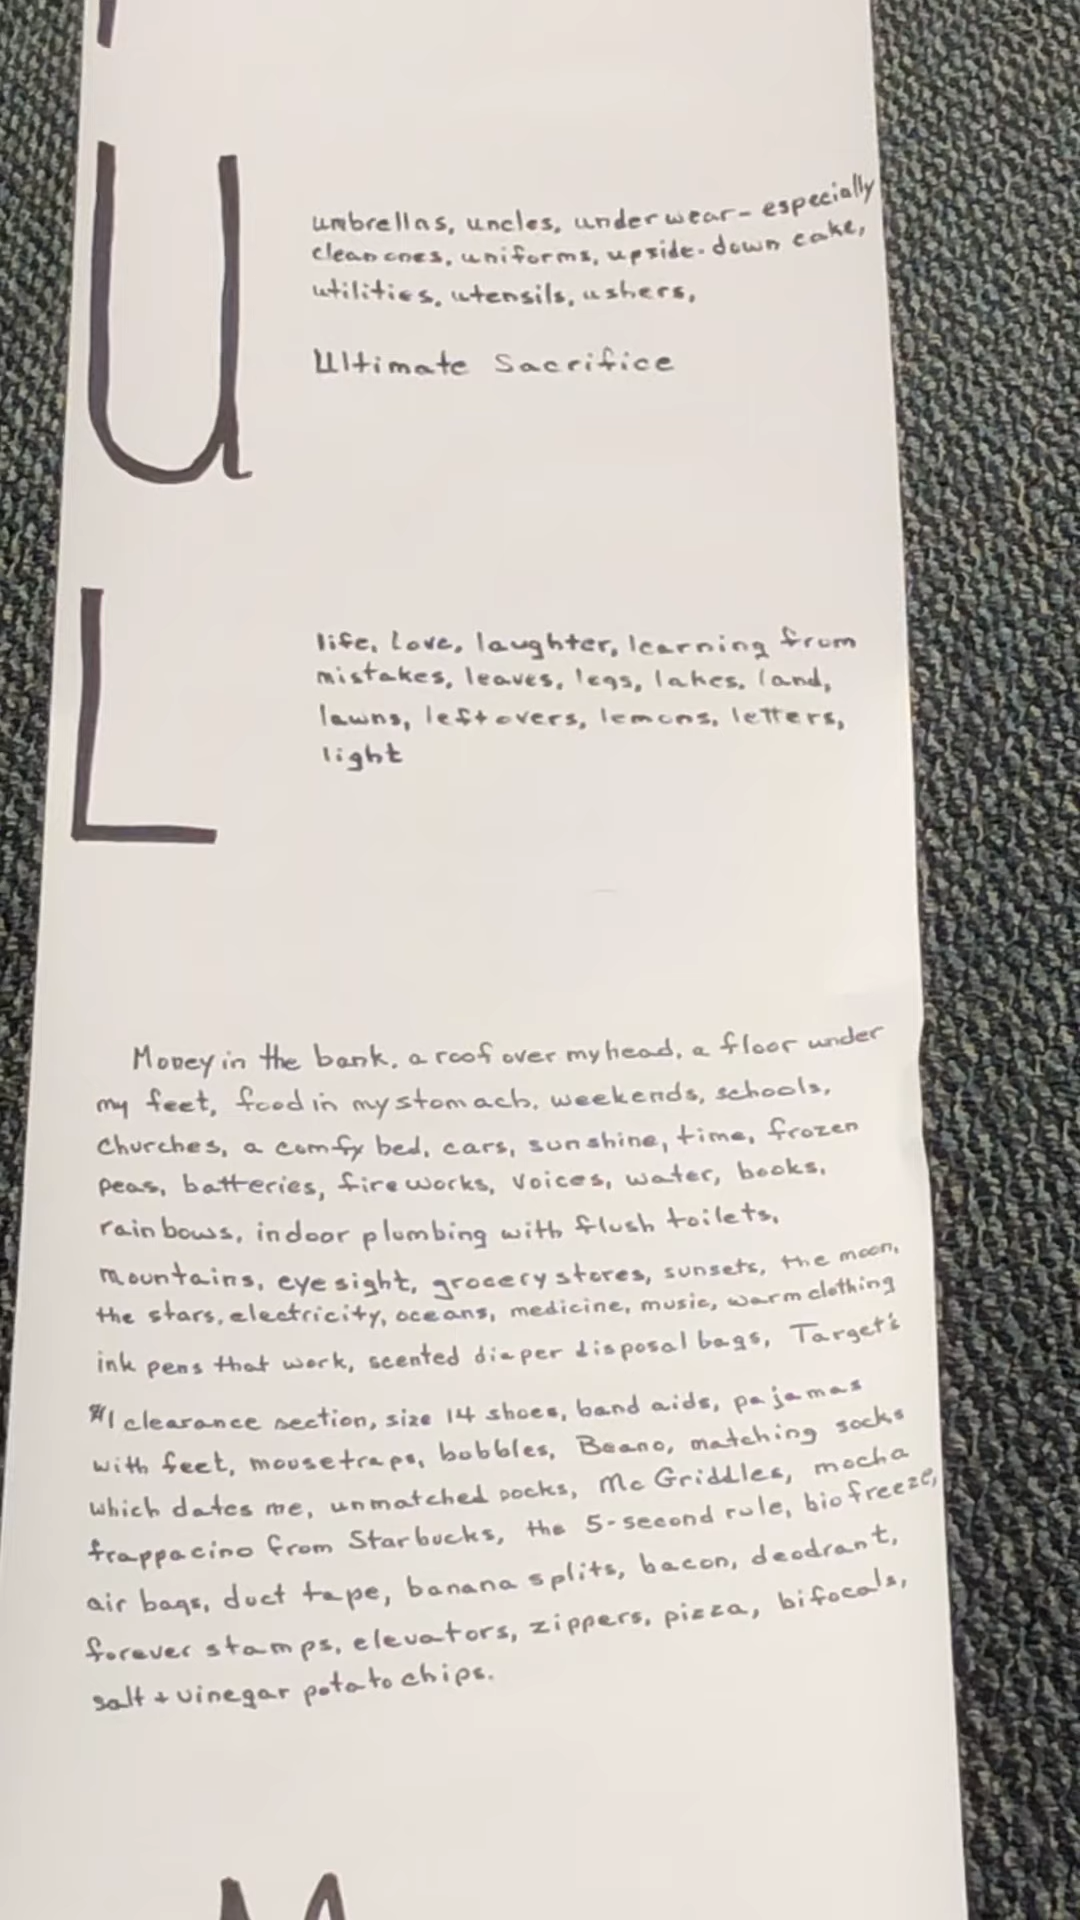 U
umbrellas, uncles, underwear- especially
clean ones, uniforms, upside-down cake,
utilities, utensils, ushers,
Ultimate Sacrifice
L
life, love, laughter, learning from
mistakes, leaves, legs, lakes, land,
lawns, leftovers, lemons, letters,
light
Money in the bank, a roof over my head, a floor under
my feet, food in my stomach, weekends, schools,
churches, a comfy bed, cars, sunshine, time, frozen
peas, batteries, fireworks, voices, water, books,
rainbows, indoor plumbing with flush toilets,
mountains, eye sight, grocery stores, sunsets, the moon,
the stars, electricity, oceans, medicine, music, warm clothing
ink pens that work, scented diaper disposal bags, Target's
#1 clearance section, size 14 shoes, band aids, pajamas
with feet, mousetraps, bobbles, Beano, matching socks
which dates me, unmatched socks, McGriddles, mocha
frappacino from Starbucks, the 5-second rule, biofreeze,
air bags, duct tape, banana splits, bacon, deodrant,
forever stamps, elevators, zippers, pizza, bifocals,
salt + vinegar potato chips.